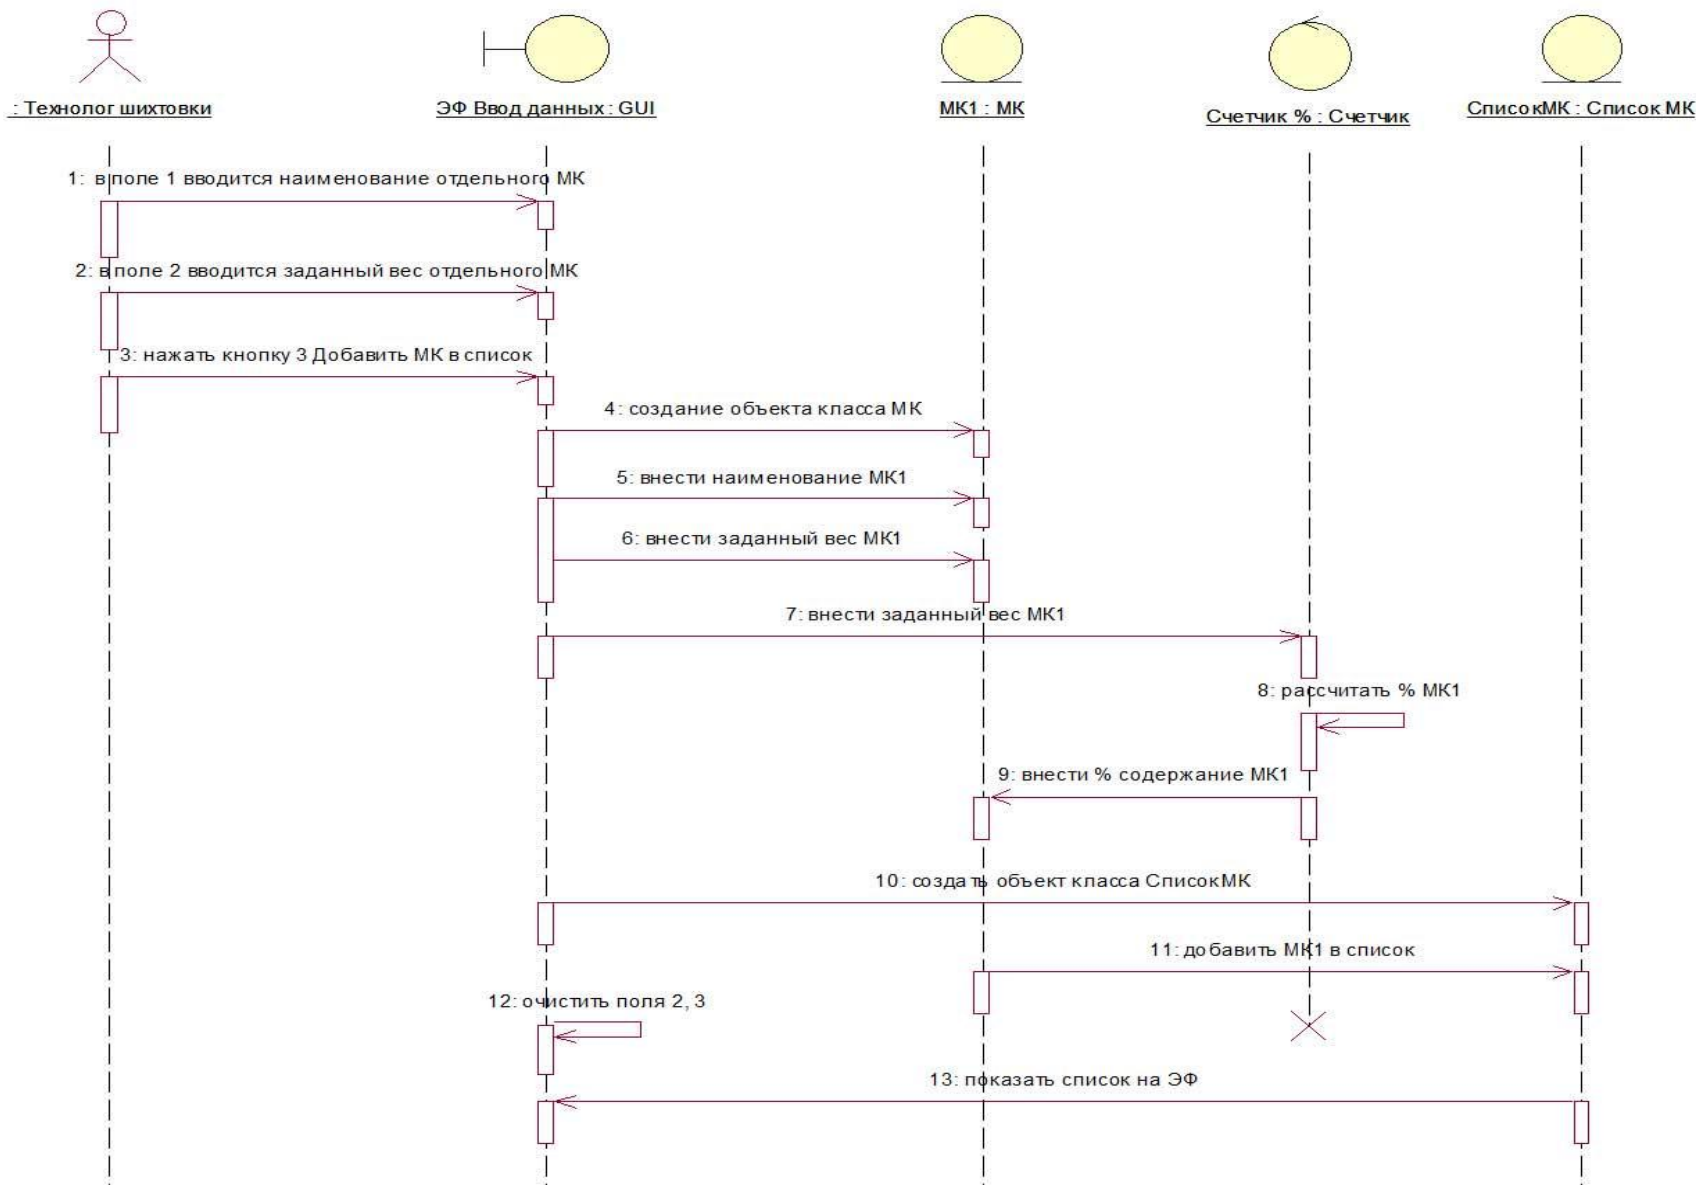 : Технолог шихтовки
ЭФ Ввод данных : GUI
МК1 : МК
Счетчик % : Счетчик
СписокМК : Список МК
1: в поле 1 вводится наименование отдельного МК
2: в поле 2 вводится заданный вес отдельного МК
3: нажать кнопку 3 Добавить МК в список
4: создание объекта класса МК
5: внести наименование МК1
6: внести заданный вес МК1
7: внести заданный вес МК1
8: рассчитать % МК1
9: внести % содержание МК1
10: создать объект класса СписокМК
11: добавить МК1 в список
12: очистить поля 2, 3
13: показать список на ЭФ